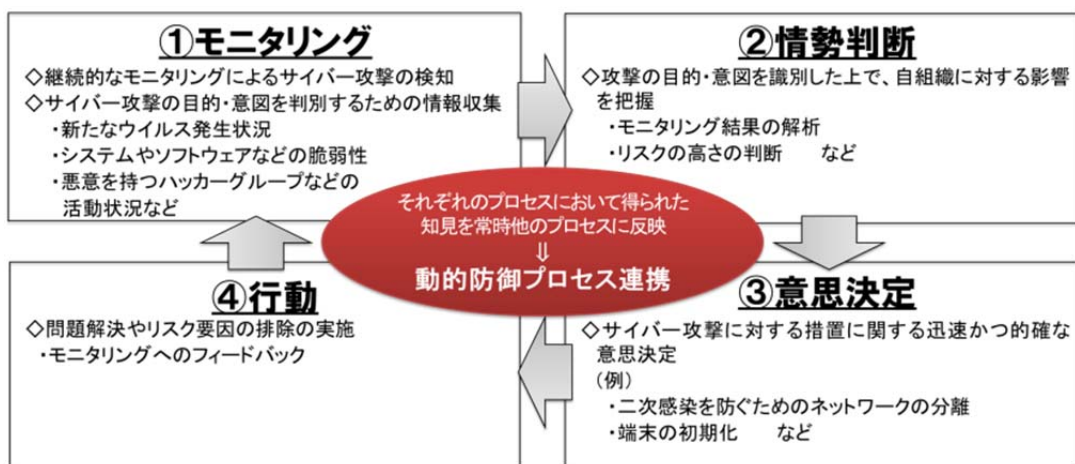 ①モニタリング
◇継続的なモニタリングによるサイバー攻撃の検知
◇サイバー攻撃の目的・意図を判別するための情報収集
・新たなウイルス発生状況
・システムやソフトウェアなどの脆弱性
・悪意を持つハッカーグループなどの
活動状況など
②情勢判断
◇攻撃の目的・意図を識別した上で、自組織に対する影響
を把握
・モニタリング結果の解析
・リスクの高さの判断　など
それぞれのプロセスにおいて得られた
知見を常時他のプロセスに反映
⇓
動的防御プロセス連携
③意思決定
◇サイバー攻撃に対する措置に関する迅速かつ的確な
意思決定
(例)
・二次感染を防ぐためのネットワークの分離
・端末の初期化　など
④行動
◇問題解決やリスク要因の排除の実施
・モニタリングへのフィードバック